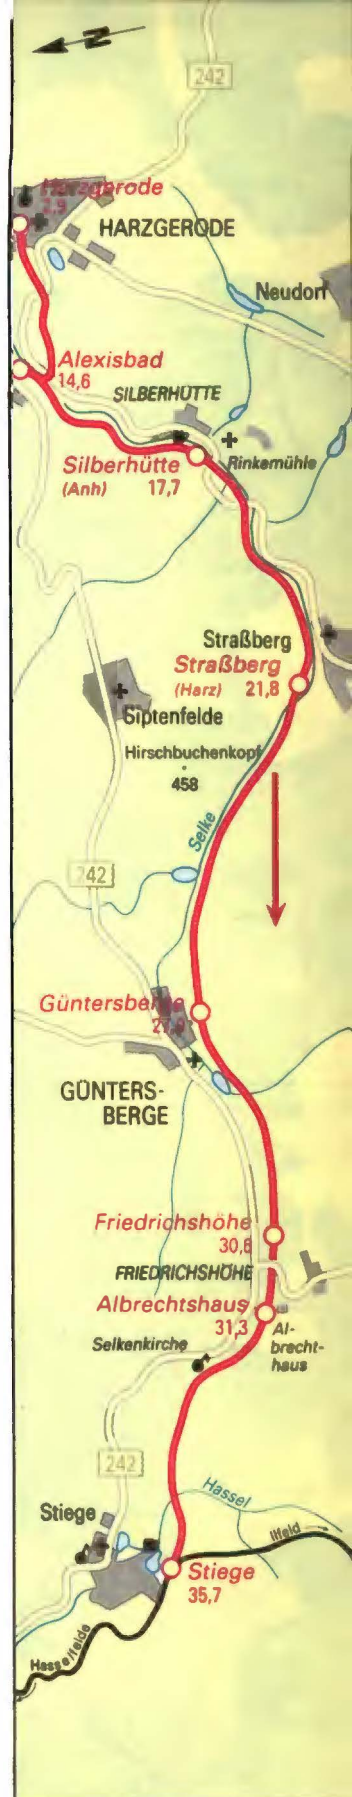 N
242
Harzgerode
2,9
HARZGERODE
Neudorf
Alexisbad
14,6
SILBERHÜTTE
Silberhütte
(Anh) 17,7
Rinkemühle
Straßberg
Straßberg
(Harz) 21,8
Siptenfelde
Hirschbuchenkopf
458
Selke
242
Güntersberge
GÜNTERS-
BERGE
Friedrichshöhe
30,8
FRIEDRICHSHÖHE
Albrechtshaus
31,3
Al-
brecht-
haus
Selkenkirche
242
Hassel
Stiege
Ilfeld
Stiege
35,7
Hasselfelde